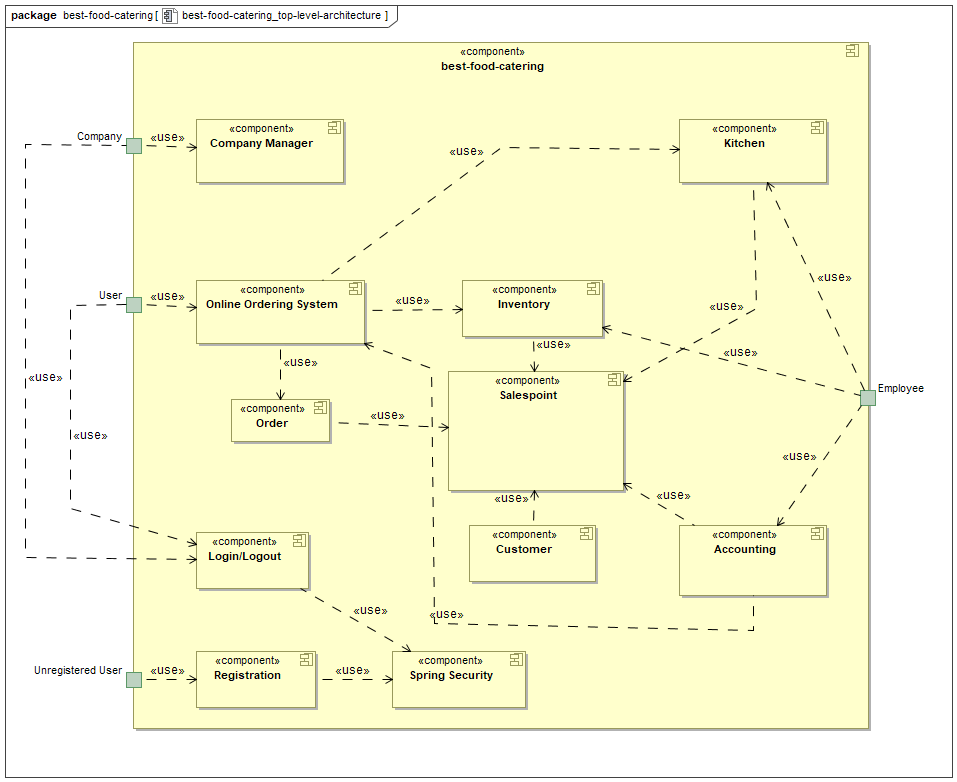 package best-food-catering [ best-food-catering_top-level-architecture ]
«component»
best-food-catering
Company
«use»
«component»
Company Manager
«component»
Kitchen
«use»
«use»
User
«use»
«component»
Online Ordering System
«use»
«component»
Inventory
«use»
«use»
«use»
«use»
«use»
«component»
Order
«use»
«component»
Salespoint
Employee
«use»
«use»
«use»
«use»
«use»
«component»
Login/Logout
«component»
Customer
«component»
Accounting
«use»
«use»
Unregistered User
«use»
«component»
Registration
«use»
«component»
Spring Security